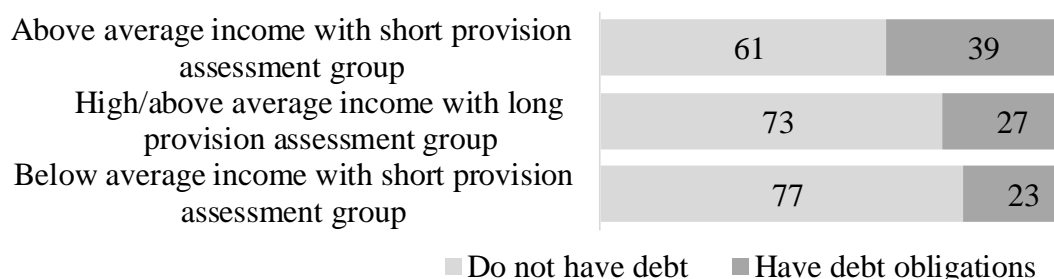 Above average income with short provision
assessment group
61
39
High/above average income with long
provision assessment group
73
27
Below average income with short provision
assessment group
77
23
Do not have debt
Have debt obligations